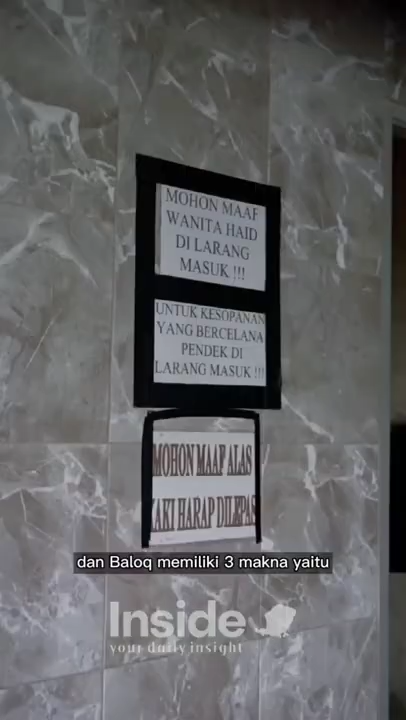 MOHON MAAF
WANITA HAID
DI LARANG
MASUK !!!
UNTUK KESOPANAN
YANG BERCELANA
PENDEK DI
LARANG MASUK !!!
MOHON MAAF ALAS
KAKI HARAP DILEPAS
dan Baloq memiliki 3 makna yaitu
Inside
your daily insight